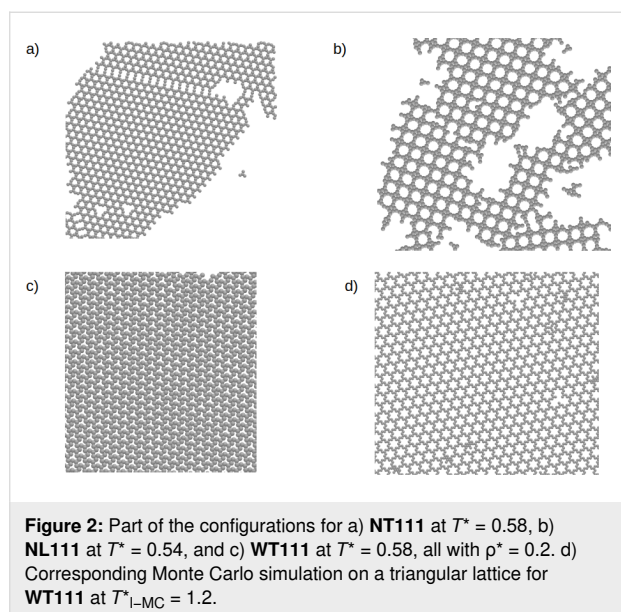 a)
b)
c)
d)
Figure 2: Part of the configurations for a) NT111 at T* = 0.58, b)
NL111 at T* = 0.54, and c) WT111 at T* = 0.58, all with ρ* = 0.2. d)
Corresponding Monte Carlo simulation on a triangular lattice for
WT111 at T*l–MC = 1.2.